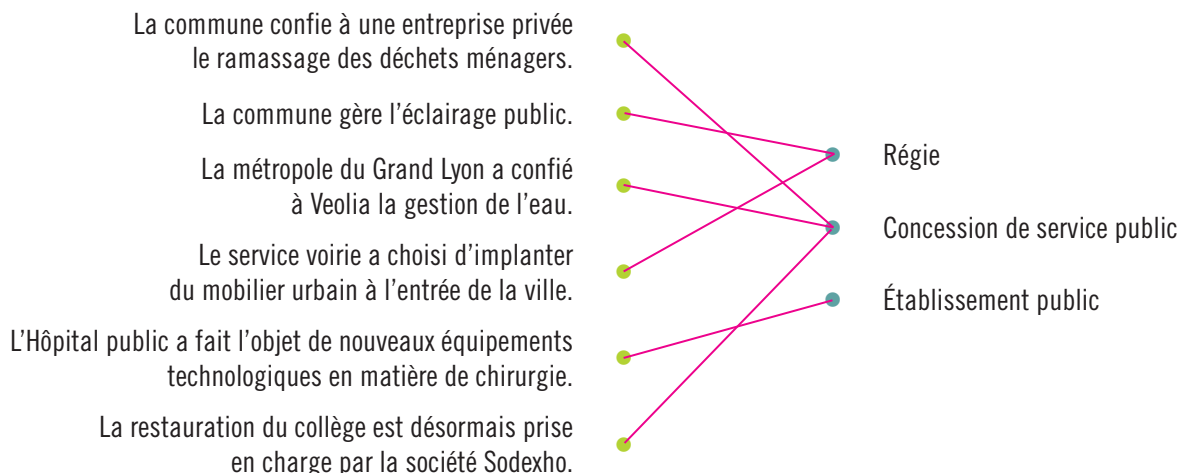 La commune confie à une entreprise privée
le ramassage des déchets ménagers.
La commune gère l’éclairage public.
La métropole du Grand Lyon a confié
à Veolia la gestion de l’eau.
Le service voirie a choisi d’implanter
du mobilier urbain à l’entrée de la ville.
L’Hôpital public a fait l’objet de nouveaux équipements
technologiques en matière de chirurgie.
La restauration du collège est désormais prise
en charge par la société Sodexho.
Régie
Concession de service public
Établissement public